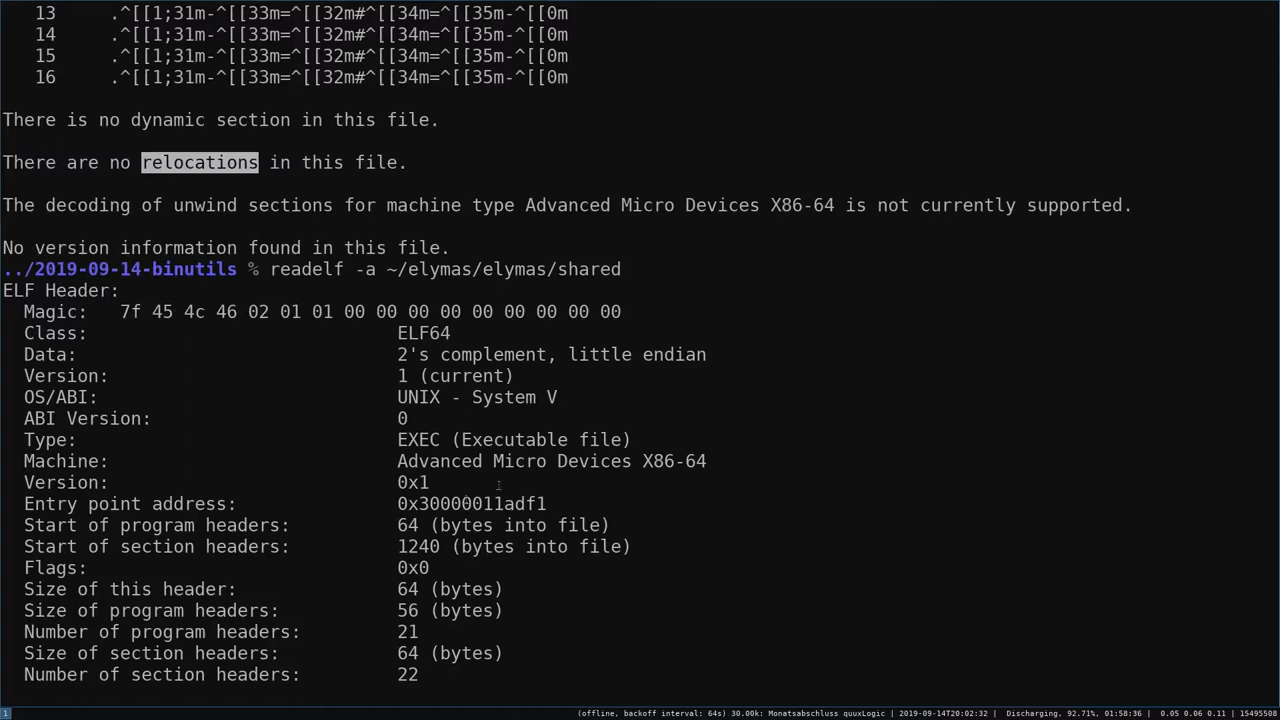 13     .^[[1;31m-^[[33m=^[[32m#^[[34m=^[[35m-^[[0m
14     .^[[1;31m-^[[33m=^[[32m#^[[34m=^[[35m-^[[0m
15     .^[[1;31m-^[[33m=^[[32m#^[[34m=^[[35m-^[[0m
16     .^[[1;31m-^[[33m=^[[32m#^[[34m=^[[35m-^[[0m
There is no dynamic section in this file.
There are no relocations in this file.
The decoding of unwind sections for machine type Advanced Micro Devices X86-64 is not currently supported.
No version information found in this file.
../2019-09-14-binutils % readelf -a ~/elymas/elymas/shared
ELF Header:
  Magic:   7f 45 4c 46 02 01 01 00 00 00 00 00 00 00 00 00
  Class:                             ELF64
  Data:                              2's complement, little endian
  Version:                           1 (current)
  OS/ABI:                            UNIX - System V
  ABI Version:                       0
  Type:                              EXEC (Executable file)
  Machine:                           Advanced Micro Devices X86-64
  Version:                           0x1
  Entry point address:               0x30000011adf1
  Start of program headers:          64 (bytes into file)
  Start of section headers:          1240 (bytes into file)
  Flags:                             0x0
  Size of this header:               64 (bytes)
  Size of program headers:           56 (bytes)
  Number of program headers:         21
  Size of section headers:           64 (bytes)
  Number of section headers:         22
1 (offline, backoff interval: 64s) 30.00k: Monatsabschluss quuxLogic | 2019-09-14T20:02:32 | Discharging, 92.71%, 01:58:36 | 0.05 0.06 0.11 | 15495508